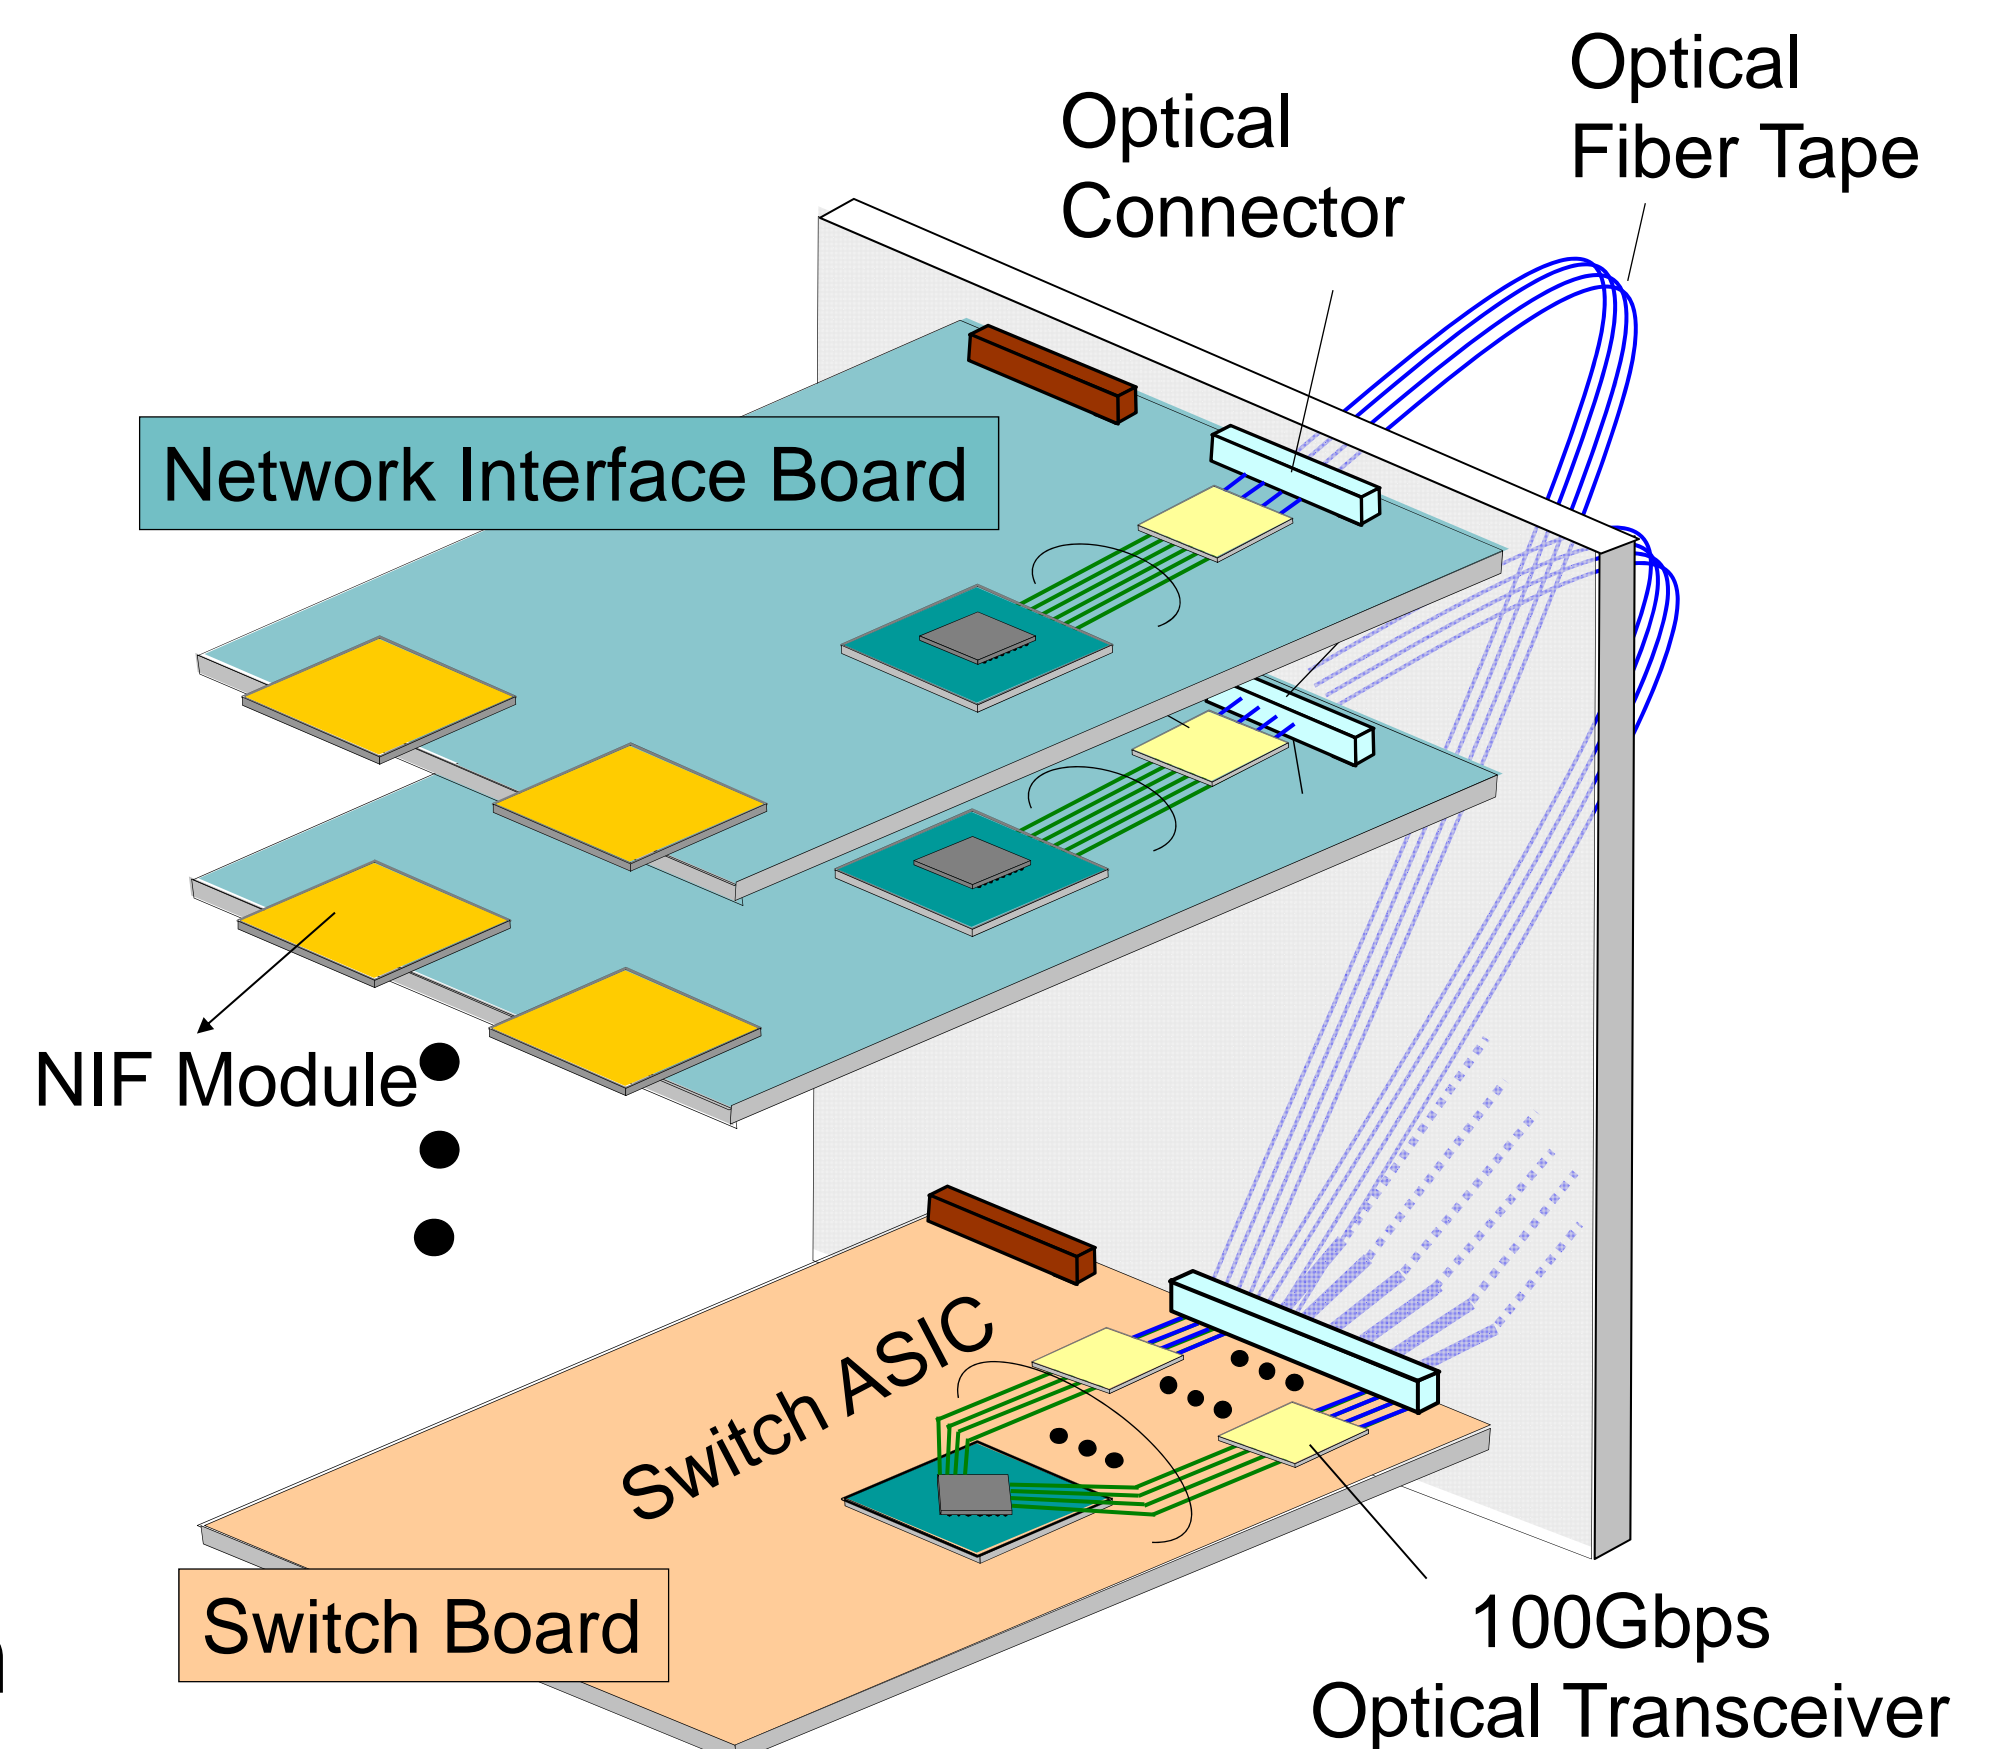 Optical
Fiber Tape
Optical
Connector
Network Interface Board
NIF Module
Switch ASIC
Switch Board
100Gbps
Optical Transceiver